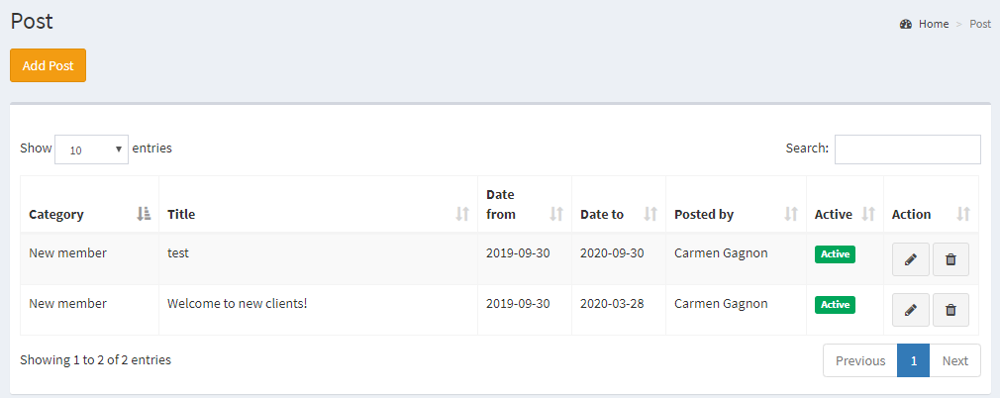 Post
Home > Post
Add Post
Show 10 entries
Search:
Category Title Date from Date to Posted by Active Action
New member test 2019-09-30 2020-09-30 Carmen Gagnon Active
New member Welcome to new clients! 2019-09-30 2020-03-28 Carmen Gagnon Active
Showing 1 to 2 of 2 entries
Previous 1 Next